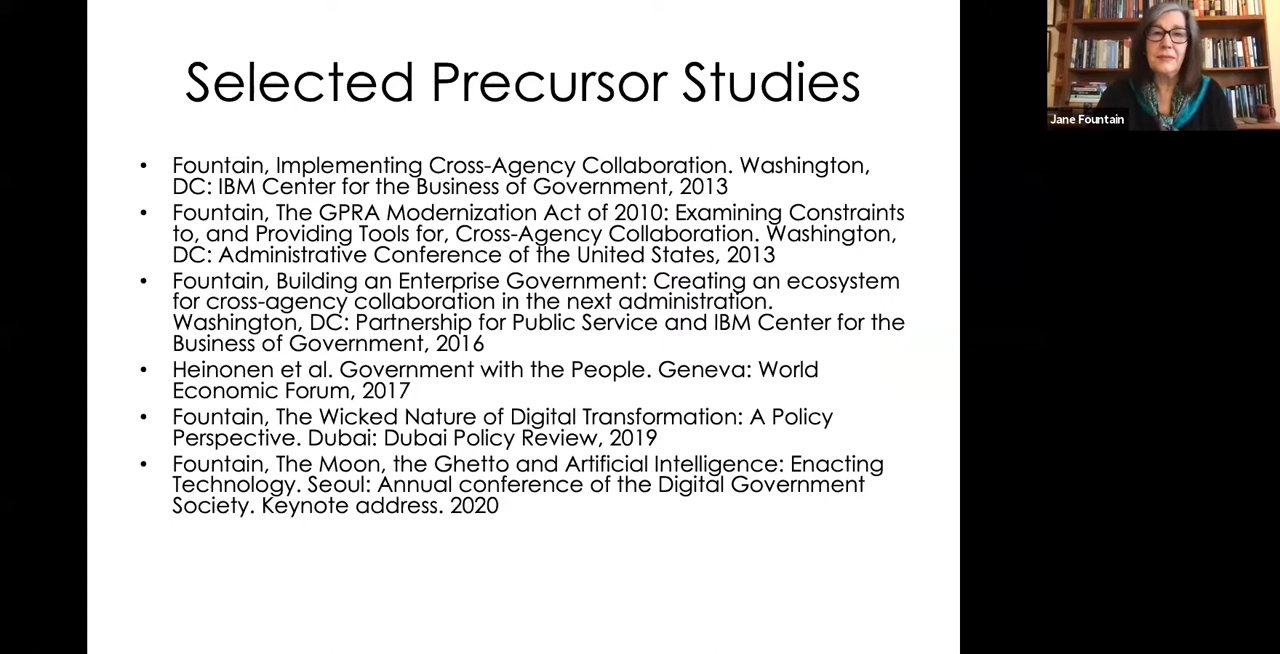 Selected Precursor Studies
• Fountain, Implementing Cross-Agency Collaboration. Washington,
DC: IBM Center for the Business of Government, 2013
• Fountain, The GPRA Modernization Act of 2010: Examining Constraints
to, and Providing Tools for, Cross-Agency Collaboration. Washington,
DC: Administrative Conference of the United States, 2013
• Fountain, Building an Enterprise Government: Creating an ecosystem
for cross-agency collaboration in the next administration.
Washington, DC: Partnership for Public Service and IBM Center for the
Business of Government, 2016
• Heinonen et al. Government with the People. Geneva: World
Economic Forum, 2017
• Fountain, The Wicked Nature of Digital Transformation: A Policy
Perspective. Dubai: Dubai Policy Review, 2019
• Fountain, The Moon, the Ghetto and Artificial Intelligence: Enacting
Technology. Seoul: Annual conference of the Digital Government
Society. Keynote address. 2020
Jane Fountain